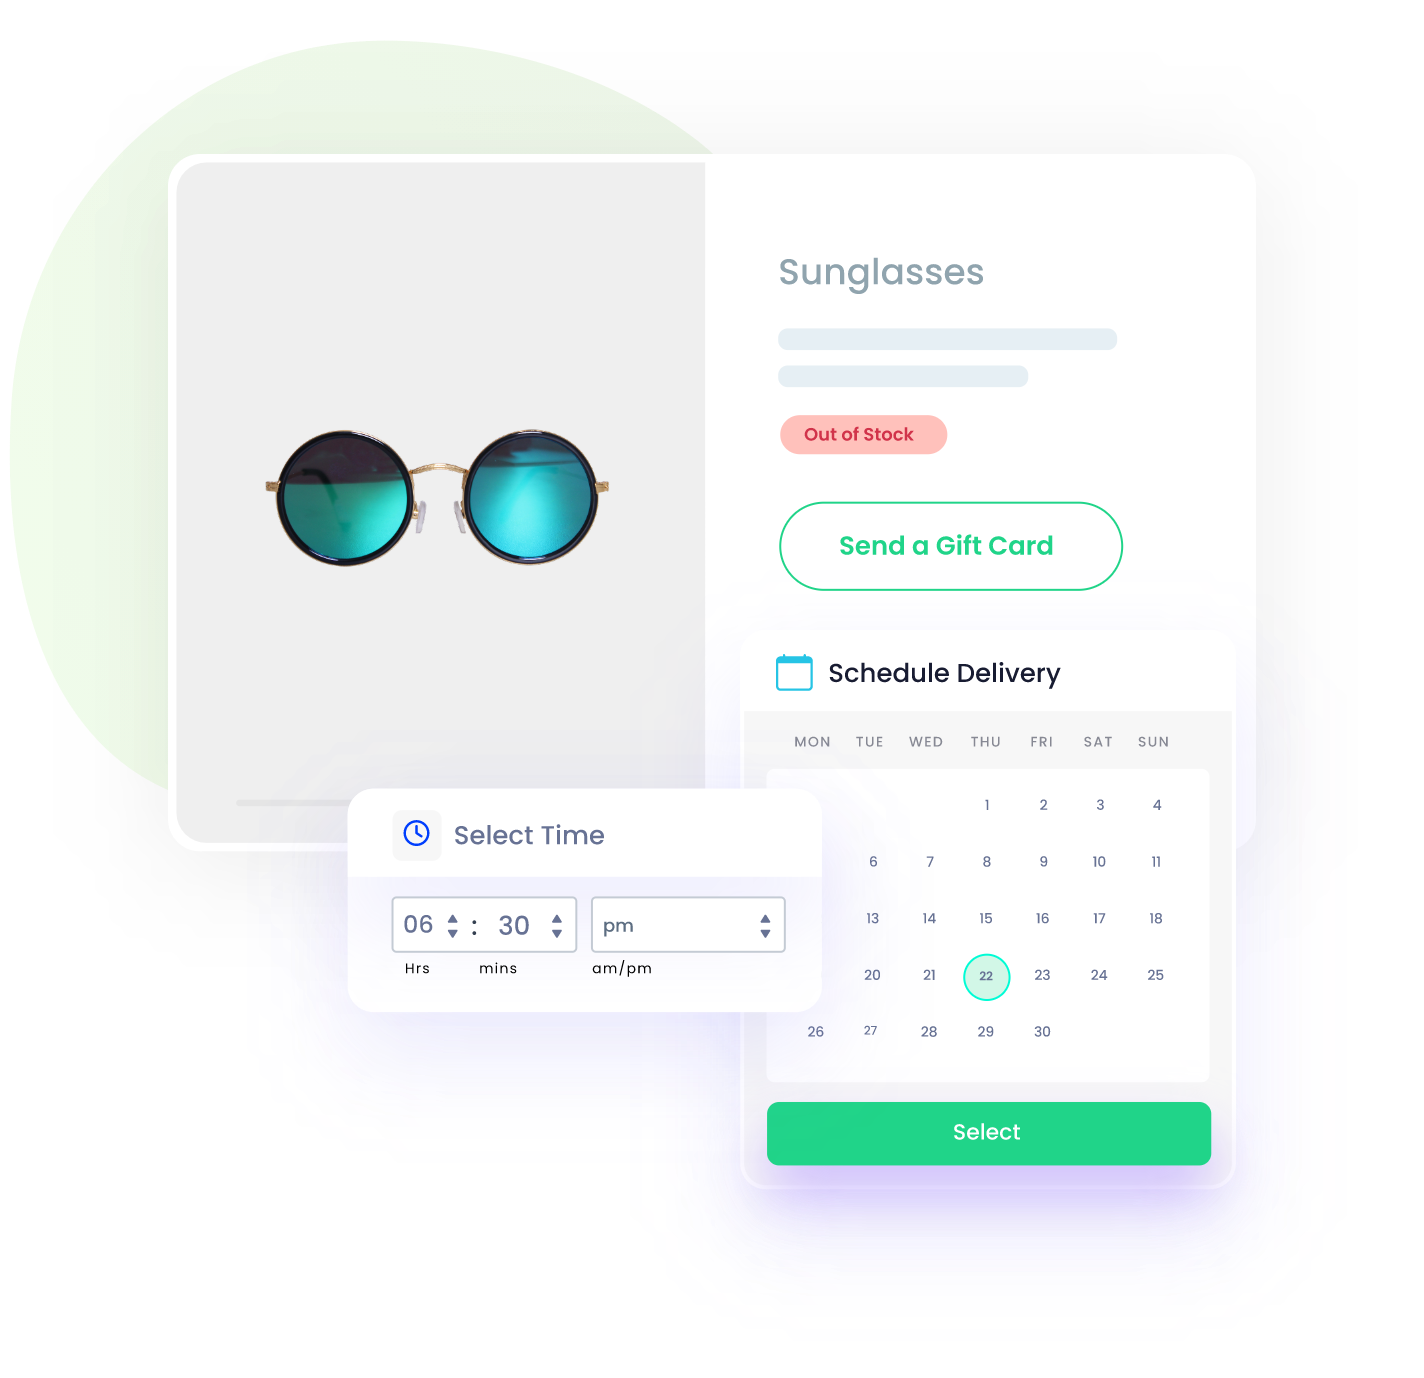 Sunglasses
Out of Stock
Send a Gift Card
Schedule Delivery
MON TUE WED THU FRI SAT SUN
1 2 3 4
6 7 8 9 10 11
13 14 15 16 17 18
20 21 22 23 24 25
26 27 28 29 30
Select
Select Time
06 : 30 pm
Hrs mins am/pm